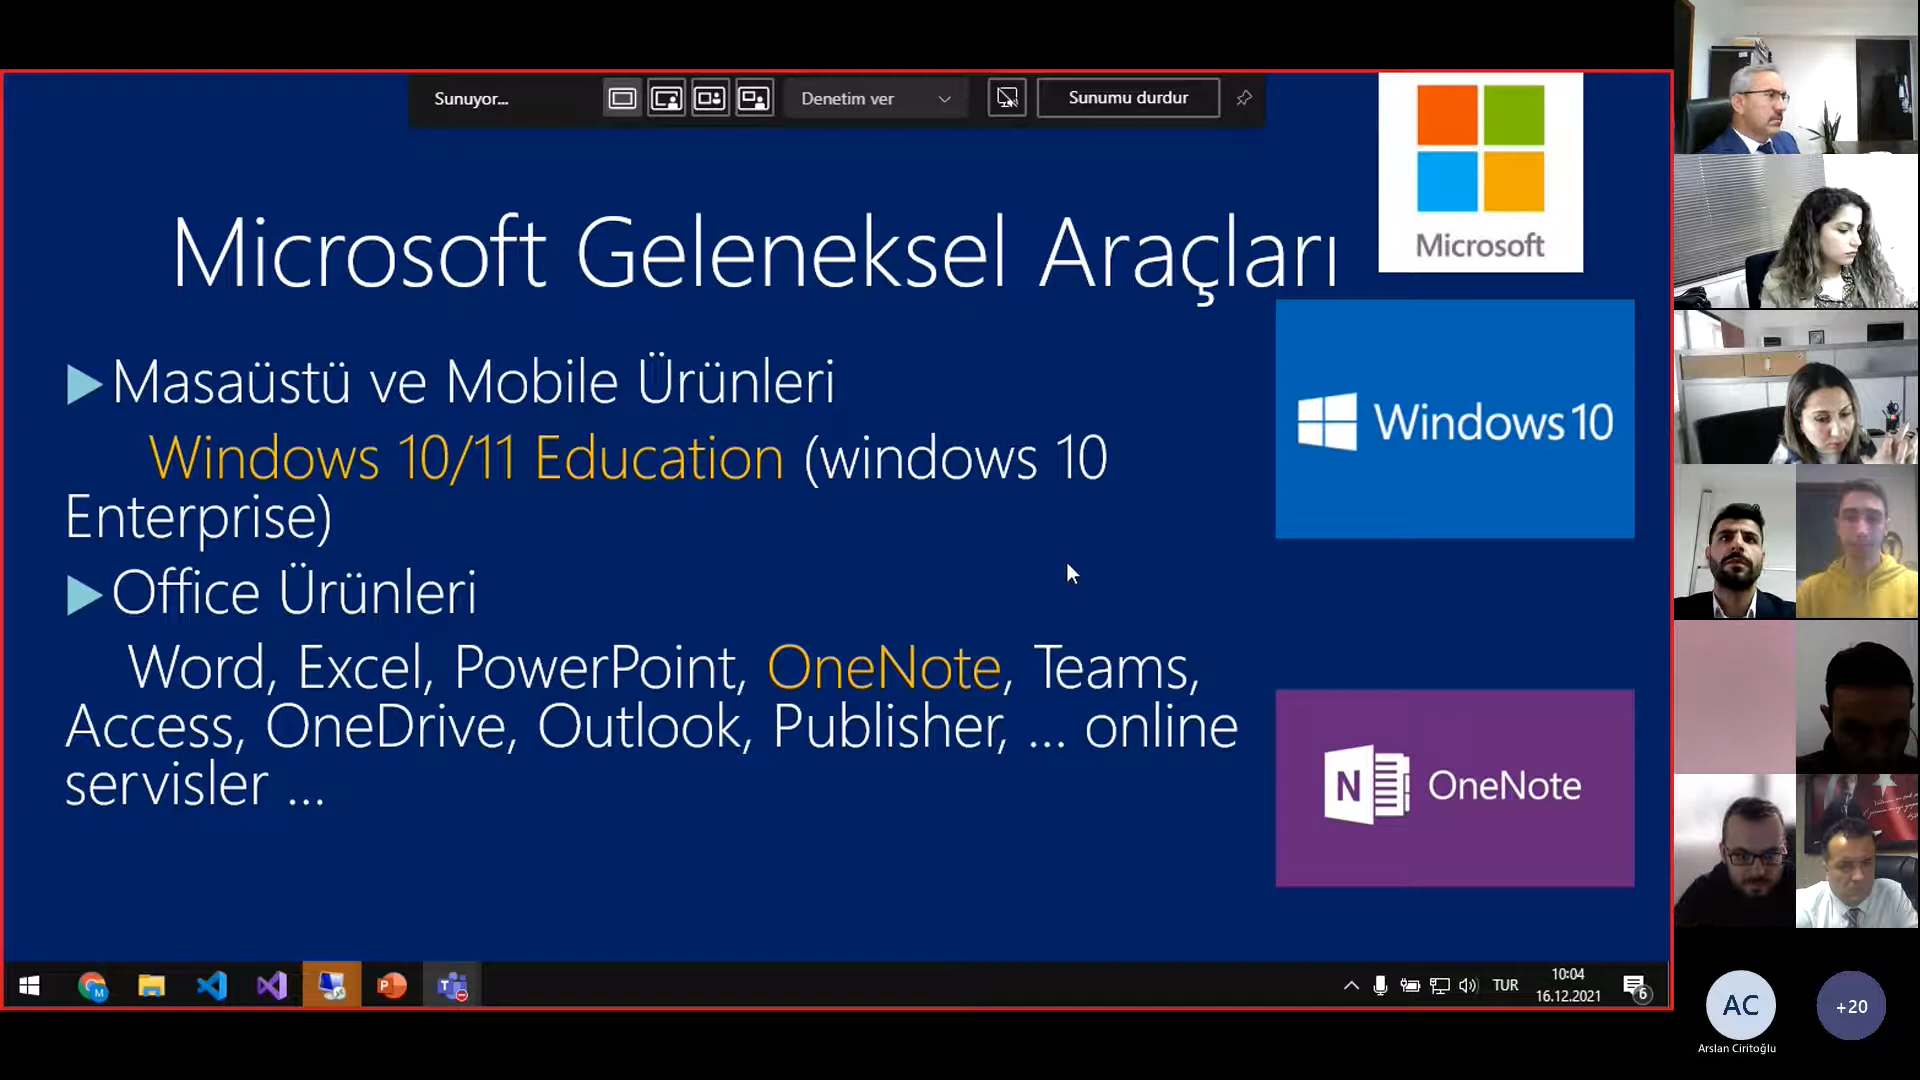 Sunuyor...
Denetim ver
Sunumu durdur
Microsoft
Microsoft Geleneksel Araçları
Masaüstü ve Mobile Ürünleri
Windows 10/11 Education (windows 10
Enterprise)
Windows 10
Office Ürünleri
Word, Excel, PowerPoint, OneNote, Teams,
Access, OneDrive, Outlook, Publisher, ... online
servisler ...
N OneNote
TUR
10:04
16.12.2021
6
AC
+20
Arslan Ciritoğlu